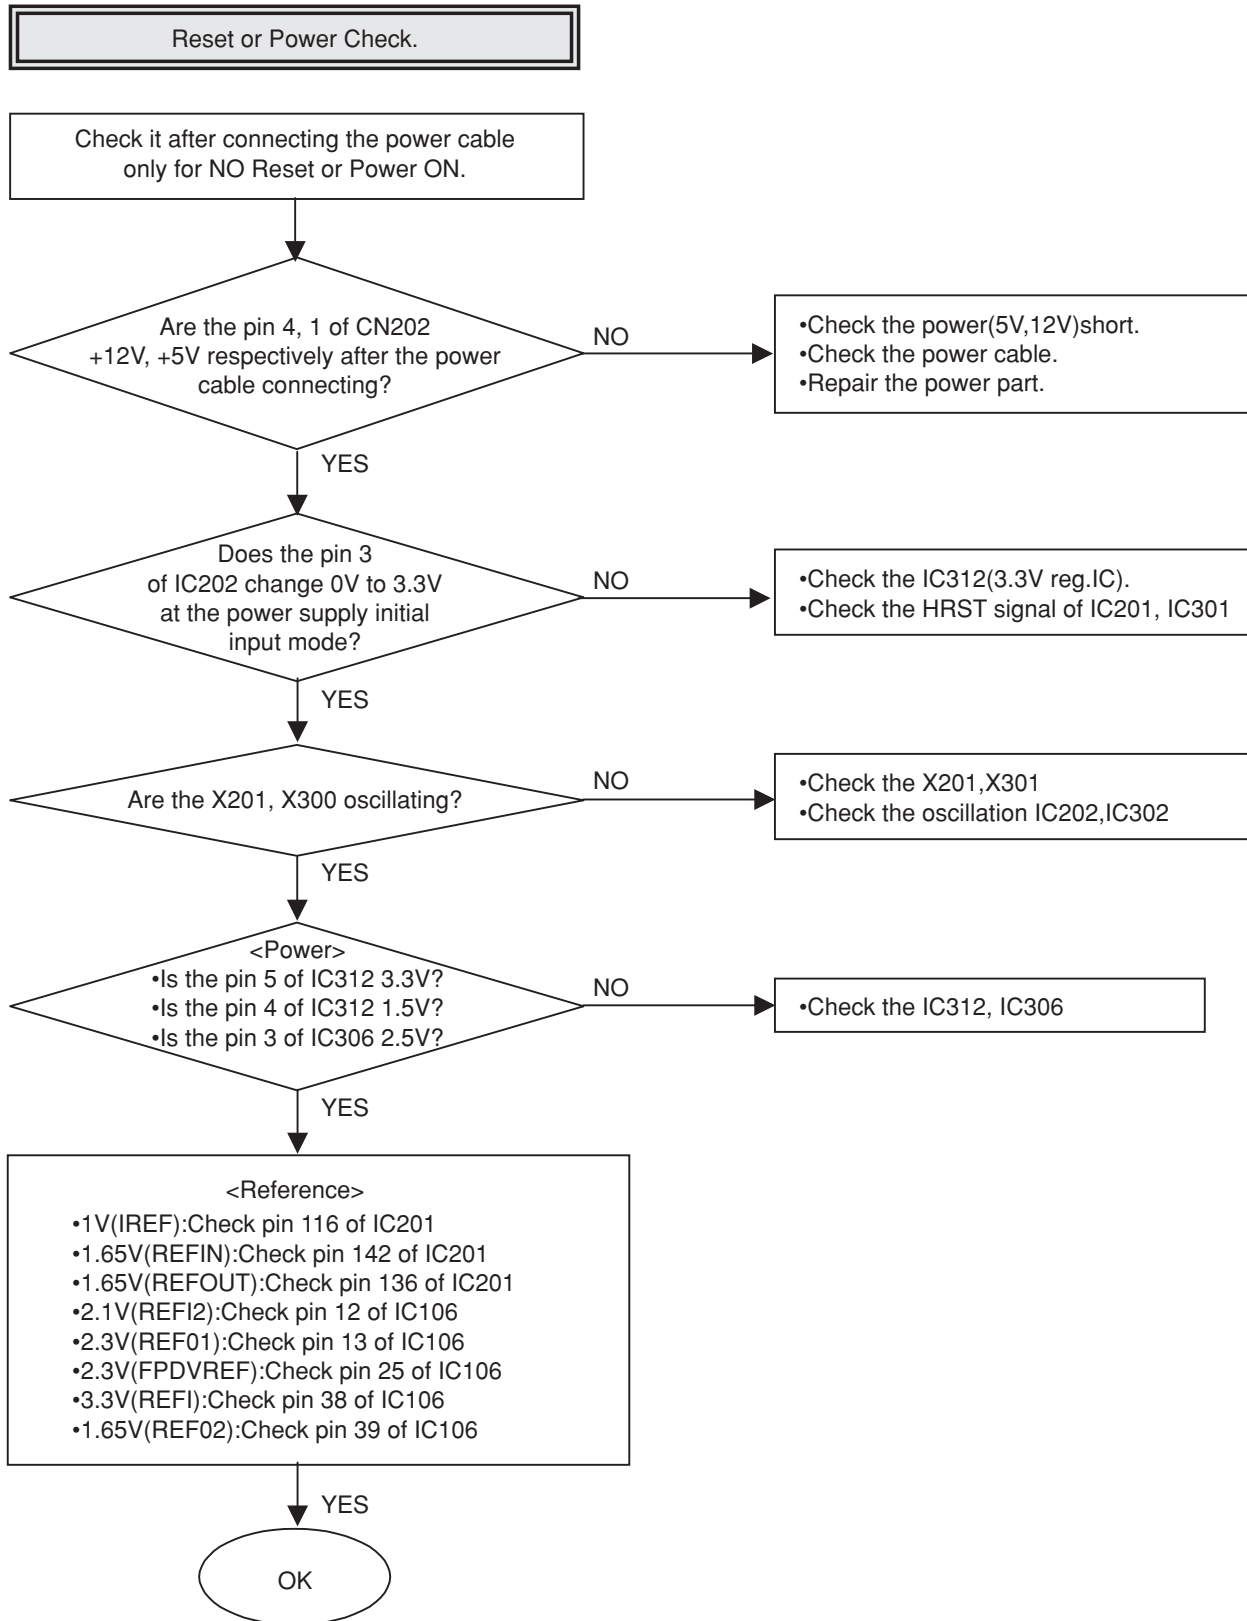 Reset or Power Check.
Check it after connecting the power cable
only for NO Reset or Power ON.
Are the pin 4, 1 of CN202
+12V, +5V respectively after the power
cable connecting?
NO
•Check the power(5V,12V)short.
•Check the power cable.
•Repair the power part.
YES
Does the pin 3
of IC202 change 0V to 3.3V
at the power supply initial
input mode?
NO
•Check the IC312(3.3V reg.IC).
•Check the HRST signal of IC201, IC301
YES
Are the X201, X300 oscillating?
NO
•Check the X201,X301
•Check the oscillation IC202,IC302
YES
<Power>
•Is the pin 5 of IC312 3.3V?
•Is the pin 4 of IC312 1.5V?
•Is the pin 3 of IC306 2.5V?
NO
•Check the IC312, IC306
YES
<Reference>
•1V(IREF):Check pin 116 of IC201
•1.65V(REFIN):Check pin 142 of IC201
•1.65V(REFOUT):Check pin 136 of IC201
•2.1V(REFI2):Check pin 12 of IC106
•2.3V(REF01):Check pin 13 of IC106
•2.3V(FPDVREF):Check pin 25 of IC106
•3.3V(REFI):Check pin 38 of IC106
•1.65V(REF02):Check pin 39 of IC106
YES
OK